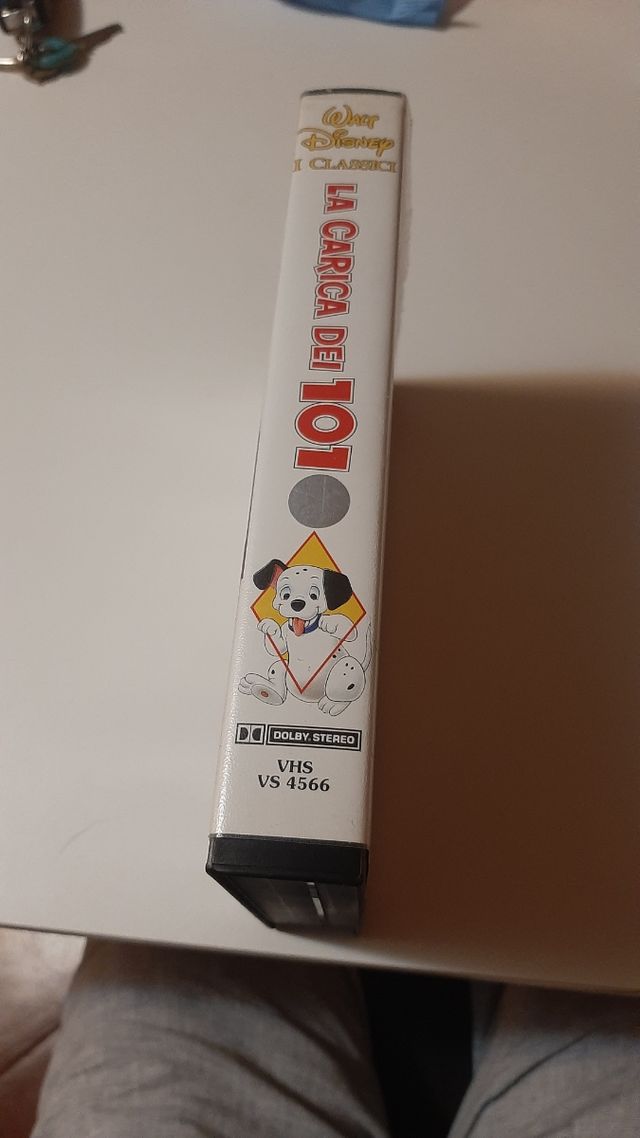 Walt
Disney
I CLASSICI
LA CARICA DEI 101
DOLBY STEREO
VHS
VS 4566